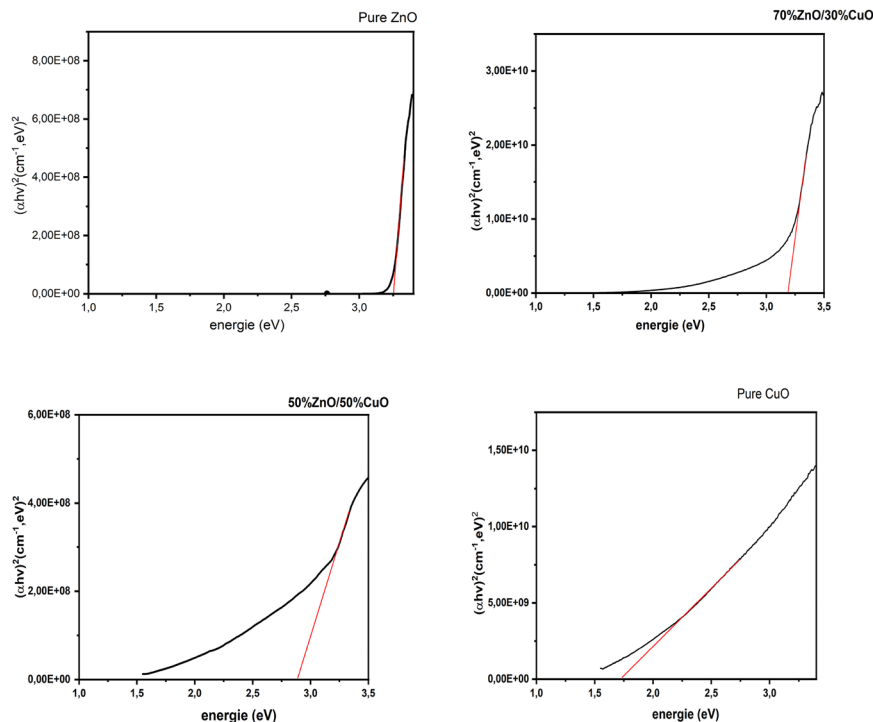 Pure ZnO
8,00E+08
6,00E+08
4,00E+08
2,00E+08
0,00E+00
(αhν)²(cm⁻¹,eV)²
1,0 1,5 2,0 2,5 3,0
energie (eV)
70%ZnO/30%CuO
3,00E+10
2,00E+10
1,00E+10
0,00E+00
(αhν)²(cm⁻¹,eV)²
1,0 1,5 2,0 2,5 3,0 3,5
energie (eV)
50%ZnO/50%CuO
6,00E+08
4,00E+08
2,00E+08
0,00E+00
(αhν)²(cm⁻¹,eV)²
1,0 1,5 2,0 2,5 3,0 3,5
energie (eV)
Pure CuO
1,50E+10
1,00E+10
5,00E+09
0,00E+00
(αhν)²(cm⁻¹,eV)²
1,0 1,5 2,0 2,5 3,0
energie (eV)